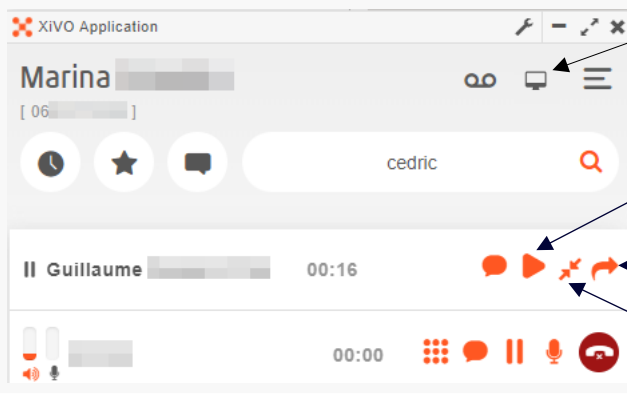 XiVO Application
Marina
[ 06 ]
cedric
Guillaume 00:16
00:00